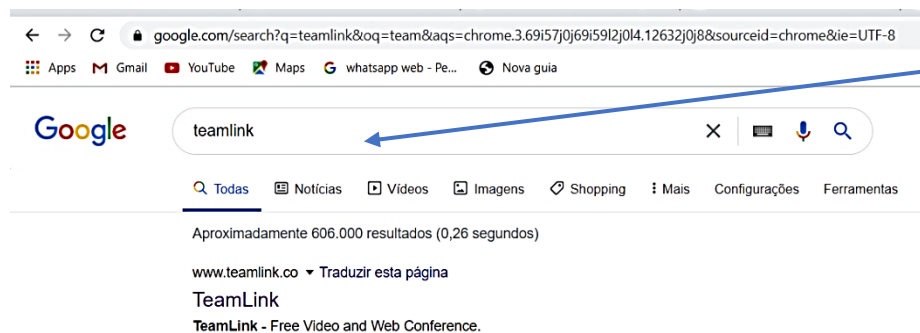 google.com/search?q=teamlink&oq=team&aqs=chrome.3.69i57j0j69i59l2j0l4.12632j0j8&sourceid=chrome&ie=UTF-8
Apps Gmail YouTube Maps whatsapp web - Pe... Nova guia
Google teamlink
Todas Notícias Vídeos Imagens Shopping Mais Configurações Ferramentas
Aproximadamente 606.000 resultados (0,26 segundos)
www.teamlink.co Traduzir esta página
TeamLink
TeamLink - Free Video and Web Conference.